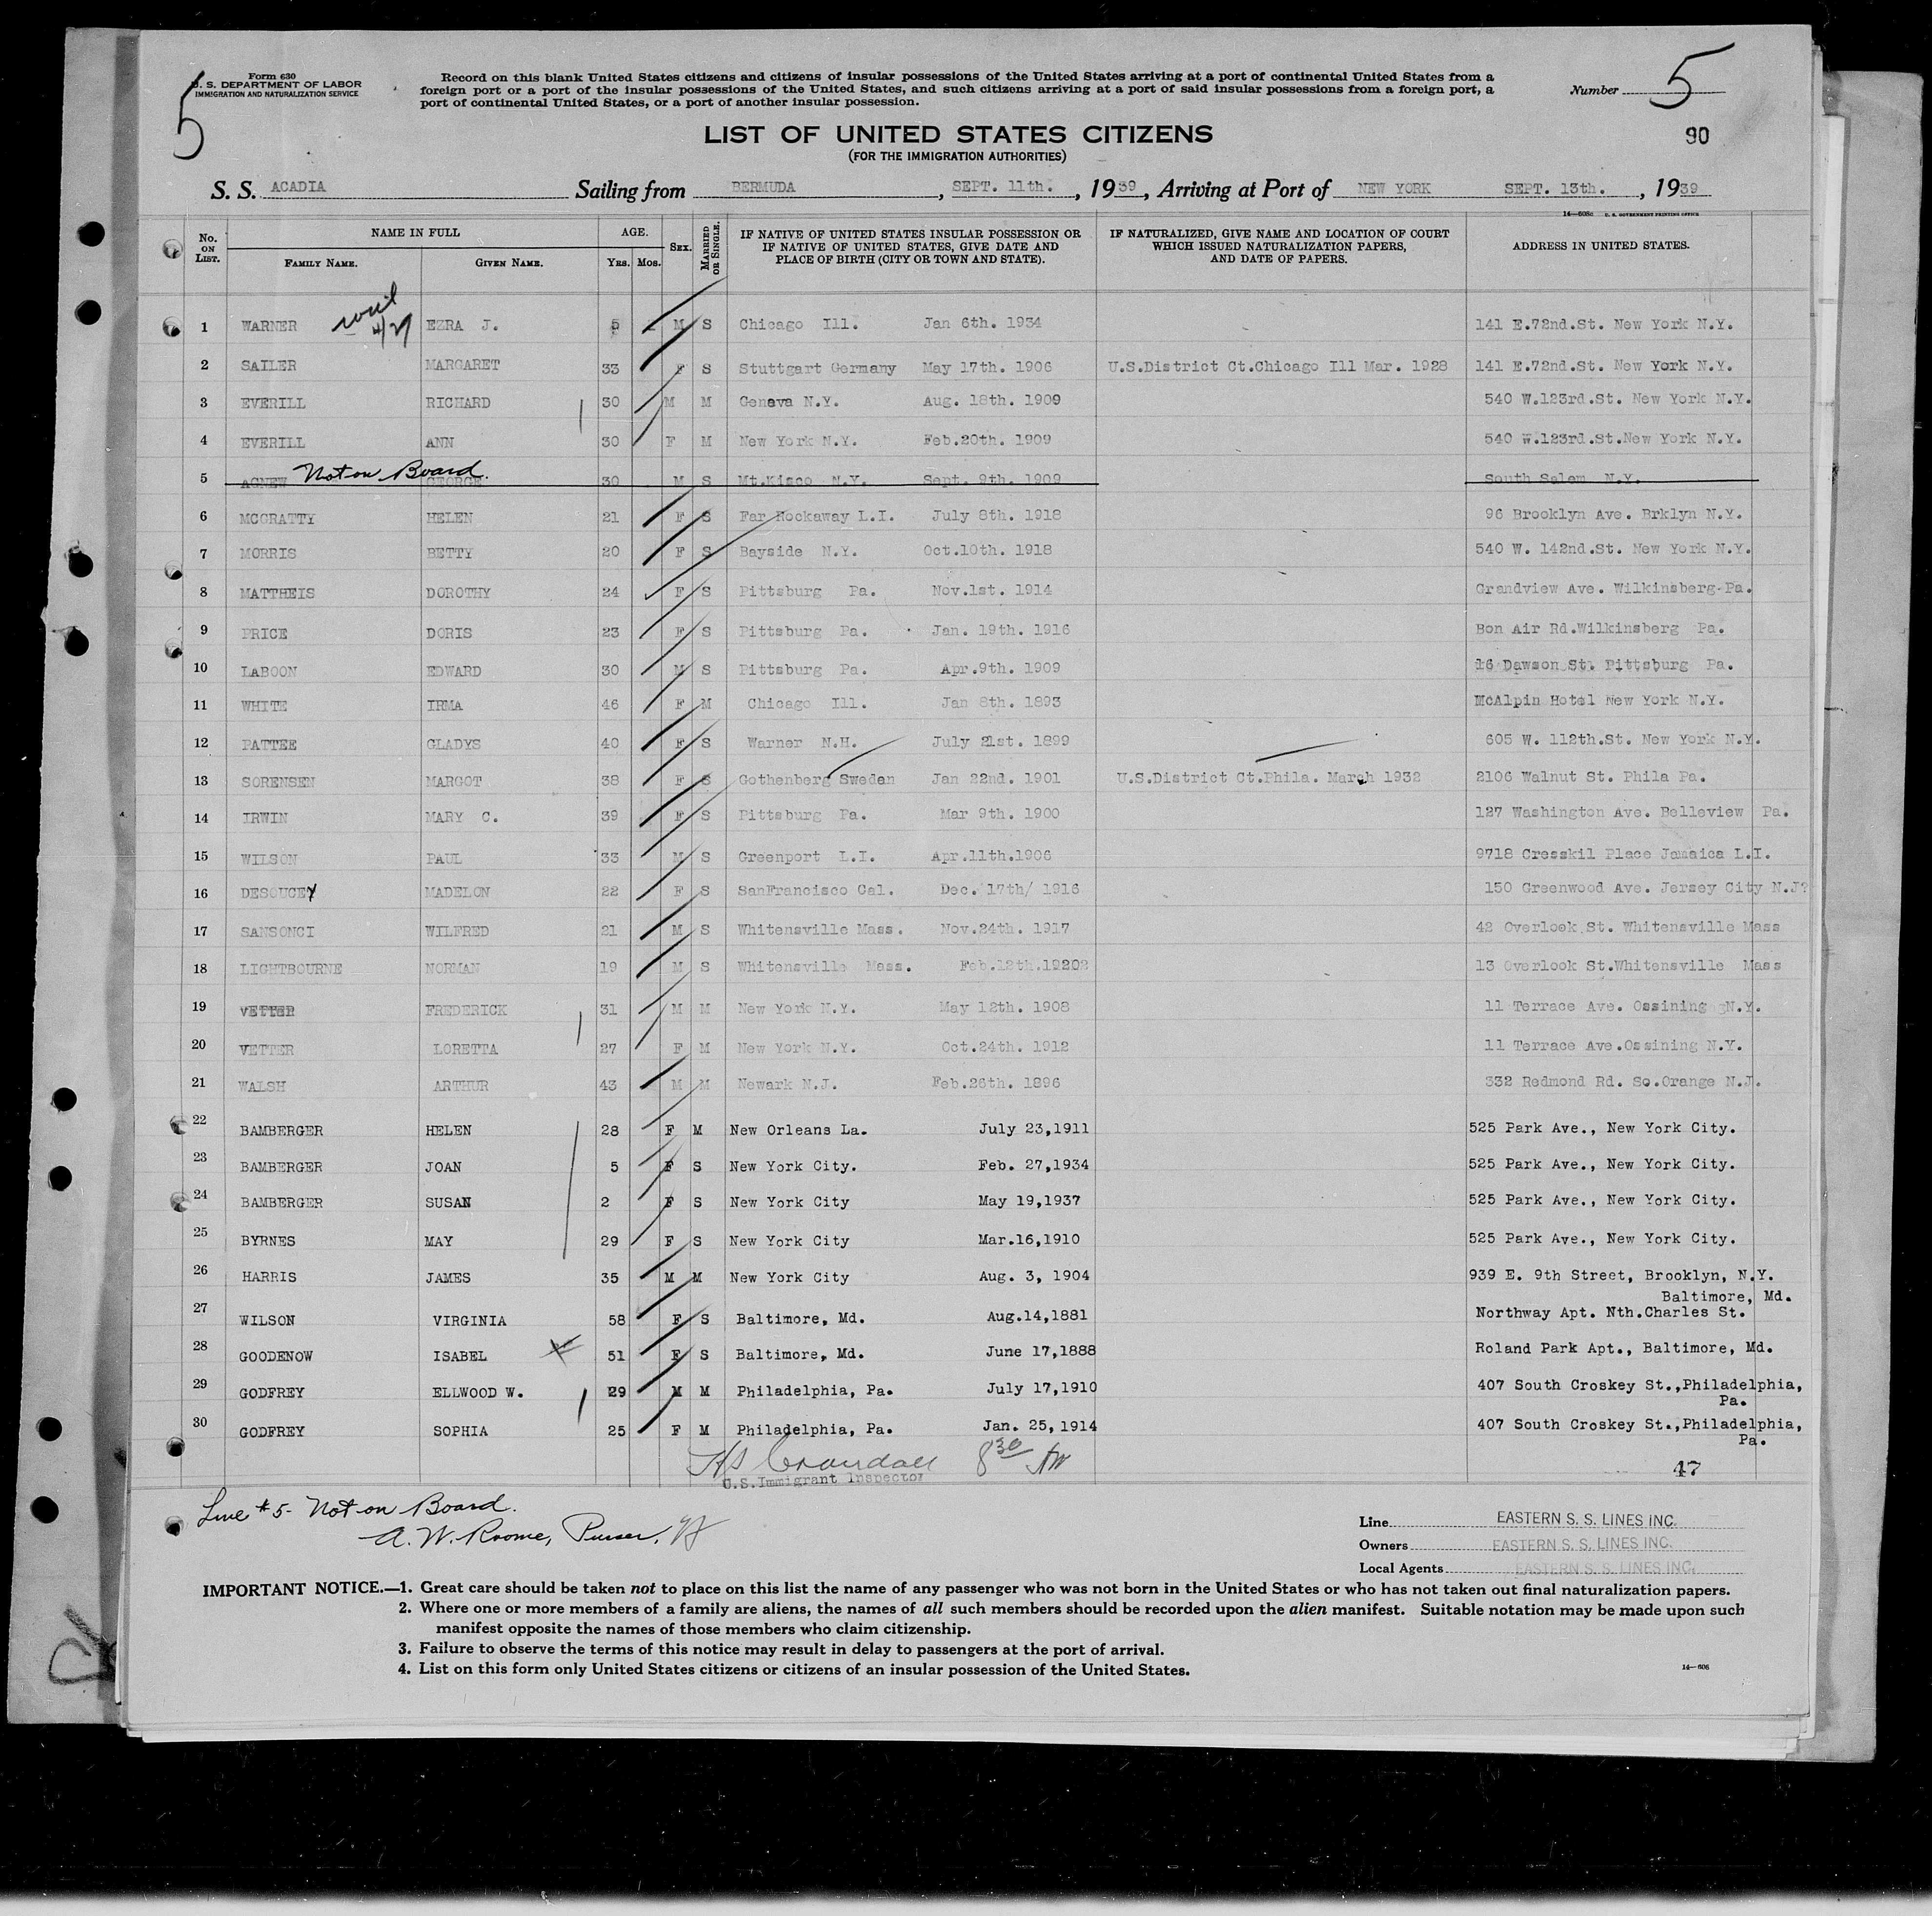 Form 630
U. S. DEPARTMENT OF LABOR
IMMIGRATION AND NATURALIZATION SERVICE
5
Record on this blank United States citizens and citizens of insular possessions of the United States arriving at a port of continental United States from a
foreign port or a port of the insular possessions of the United States, and such citizens arriving at a port of said insular possessions from a foreign port, a
port of continental United States, or a port of another insular possession.
Number 5
90
LIST OF UNITED STATES CITIZENS
(FOR THE IMMIGRATION AUTHORITIES)
S. S. ACADIA Sailing from BERMUDA, SEPT. 11th., 1939, Arriving at Port of NEW YORK SEPT. 13th., 1939
14—608c U. S. GOVERNMENT PRINTING OFFICE
No. ON LIST. NAME IN FULL FAMILY NAME. GIVEN NAME. AGE. YRS. MOS. SEX. MARRIED OR SINGLE. IF NATIVE OF UNITED STATES INSULAR POSSESSION OR IF NATIVE OF UNITED STATES, GIVE DATE AND PLACE OF BIRTH (CITY OR TOWN AND STATE). IF NATURALIZED, GIVE NAME AND LOCATION OF COURT WHICH ISSUED NATURALIZATION PAPERS, AND DATE OF PAPERS. ADDRESS IN UNITED STATES.
1 WARNER EZRA J. 5 M S Chicago Ill. Jan 6th. 1934 141 E.72nd.St. New York N.Y.
2 SAILER MARGARET 33 F S Stuttgart Germany May 17th. 1906 U.S.District Ct.Chicago Ill Mar. 1928 141 E.72nd.St. New York N.Y.
3 EVERILL RICHARD 30 M M Geneva N.Y. Aug. 18th. 1909 540 W.123rd.St. New York N.Y.
4 EVERILL ANN 30 F M New York N.Y. Feb.20th. 1909 540 W.123rd.St.New York N.Y.
5 AGNEW Not on Board. GEORGE 30 M S Mt.Kisco N.Y. Sept. 9th. 1909 South Salem N.Y.
6 MCGRATTY HELEN 21 F S Far Rockaway L.I. July 8th. 1918 96 Brooklyn Ave. Brklyn N.Y.
7 MORRIS BETTY 20 F S Bayside N.Y. Oct.10th. 1918 540 W. 142nd.St. New York N.Y.
8 MATTHEIS DOROTHY 24 F S Pittsburg Pa. Nov.1st. 1914 Grandview Ave. Wilkinsberg-Pa.
9 PRICE DORIS 23 F S Pittsburg Pa. Jan. 19th. 1916 Bon Air Rd.Wilkinsberg Pa.
10 LABOON EDWARD 30 M S Pittsburg Pa. Apr.9th. 1909 16 Dawson St. Pittsburg Pa.
11 WHITE IRMA 46 F M Chicago Ill. Jan 8th. 1893 McAlpin Hotel New York N.Y.
12 PATTEE GLADYS 40 F S Warner N.H. July 21st. 1899 605 W. 112th.St. New York N.Y.
13 SORENSEN MARGOT 38 F S Gothenberg Sweden Jan 22nd. 1901 U.S.District Ct.Phila. March 1932 2106 Walnut St. Phila Pa.
14 IRWIN MARY C. 39 F S Pittsburg Pa. Mar 9th. 1900 127 Washington Ave. Belleview Pa.
15 WILSON PAUL 33 M S Greenport L.I. Apr.11th.1906 9718 Cresskil Place Jamaica L.I.
16 DESOUCEY MADELON 22 F S SanFrancisco Cal. Dec. 17th/ 1916 150 Greenwood Ave. Jersey City N.J?
17 SANSONCI WILFRED 21 M S Whitensville Mass. Nov.24th. 1917 42 Overlook St. Whitensville Mass
18 LIGHTBOURNE NORMAN 19 M S Whitensville Mass. Feb.12th.19202 13 Overlook St.Whitensville Mass
19 VETTER FREDERICK 31 M M New York N.Y. May 12th. 1908 11 Terrace Ave. Ossining N.Y.
20 VETTER LORETTA 27 F M New York N.Y. Oct.24th. 1912 11 Terrace Ave.Ossining N.Y.
21 WALSH ARTHUR 43 M M Newark N.J. Feb.26th. 1896 332 Redmond Rd. So.Orange N.J.
22 BAMBERGER HELEN 28 F M New Orleans La. July 23,1911 525 Park Ave., New York City.
23 BAMBERGER JOAN 5 F S New York City. Feb. 27,1934 525 Park Ave., New York City.
24 BAMBERGER SUSAN 2 F S New York City May 19,1937 525 Park Ave., New York City.
25 BYRNES MAY 29 F S New York City Mar.16,1910 525 Park Ave., New York City.
26 HARRIS JAMES 35 M M New York City Aug. 3, 1904 939 E. 9th Street, Brooklyn, N.Y.
Baltimore, Md.
27 WILSON VIRGINIA 58 F S Baltimore, Md. Aug.14,1881 Northway Apt. Nth.Charles St.
28 GOODENOW ISABEL 51 F S Baltimore, Md. June 17,1888 Roland Park Apt., Baltimore, Md.
29 GODFREY ELLWOOD W. 29 M M Philadelphia, Pa. July 17,1910 407 South Croskey St.,Philadelphia,
Pa.
30 GODFREY SOPHIA 25 F M Philadelphia, Pa. Jan. 25,1914 407 South Croskey St.,Philadelphia,
Pa.
HS Crandall 8 30 AM
U.S.Immigrant Inspector
47
Line #5- Not on Board.
A. W. Roome, Purser.
Line EASTERN S. S. LINES INC.
Owners EASTERN S. S. LINES INC.
Local Agents EASTERN S. S. LINES INC.
IMPORTANT NOTICE.—1. Great care should be taken not to place on this list the name of any passenger who was not born in the United States or who has not taken out final naturalization papers.
2. Where one or more members of a family are aliens, the names of all such members should be recorded upon the alien manifest. Suitable notation may be made upon such
manifest opposite the names of those members who claim citizenship.
3. Failure to observe the terms of this notice may result in delay to passengers at the port of arrival.
4. List on this form only United States citizens or citizens of an insular possession of the United States.
14—606